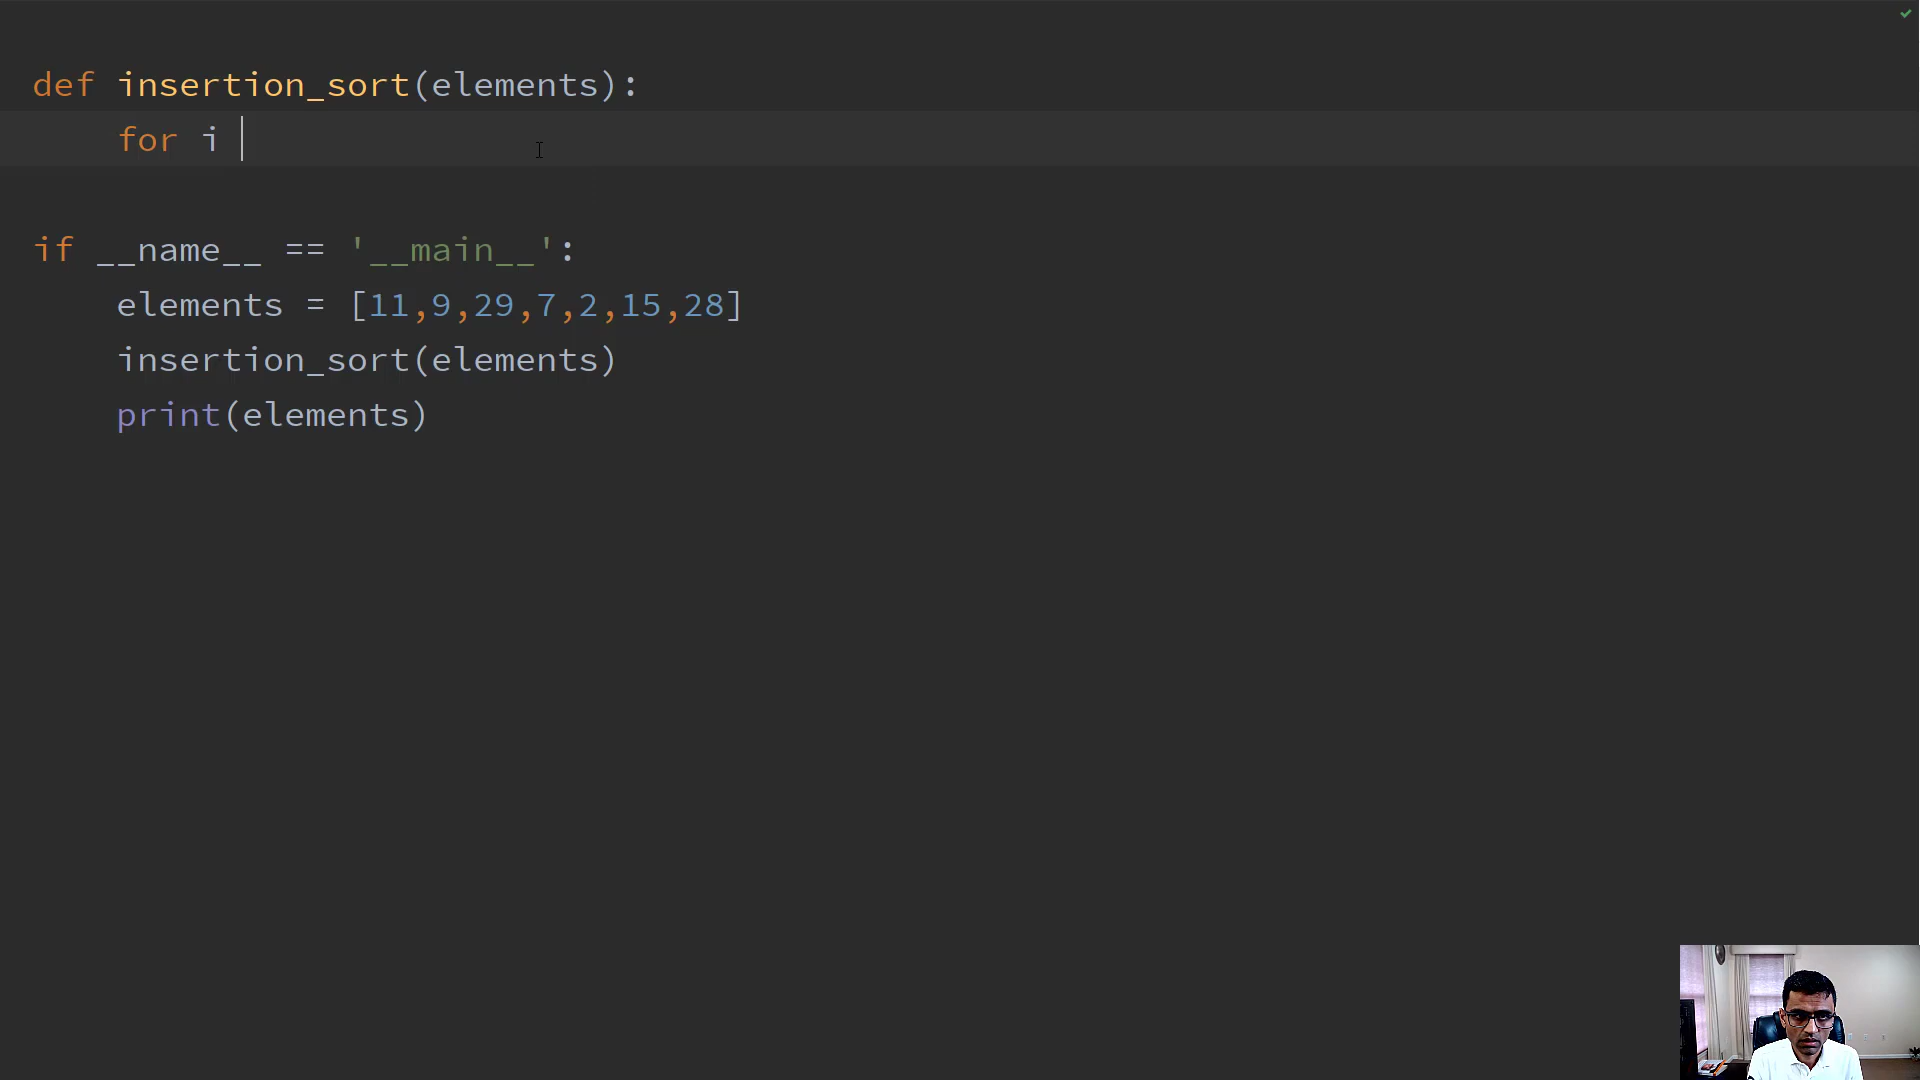 def insertion_sort(elements):
    for i
if __name__ == '__main__':
    elements = [11,9,29,7,2,15,28]
    insertion_sort(elements)
    print(elements)